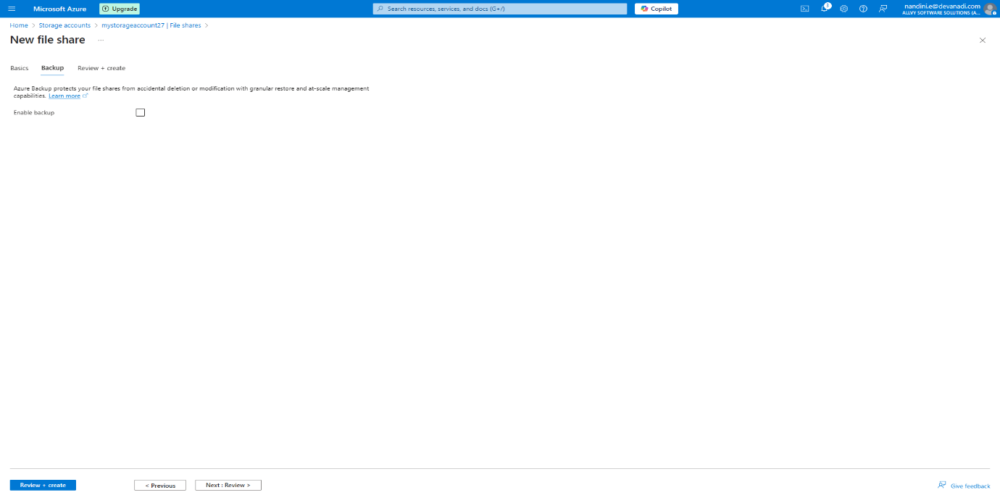 Microsoft Azure
Upgrade
Search resources, services, and docs (G+/)
Copilot
3
nandini.e@devanadi.com
ALLVY SOFTWARE SOLUTIONS (A...
Home > Storage accounts > mystorageaccount27 | File shares >
New file share ...
Basics Backup Review + create
Azure Backup protects your file shares from accidental deletion or modification with granular restore and at-scale management
capabilities. Learn more
Enable backup
Review + create
< Previous
Next : Review >
Give feedback